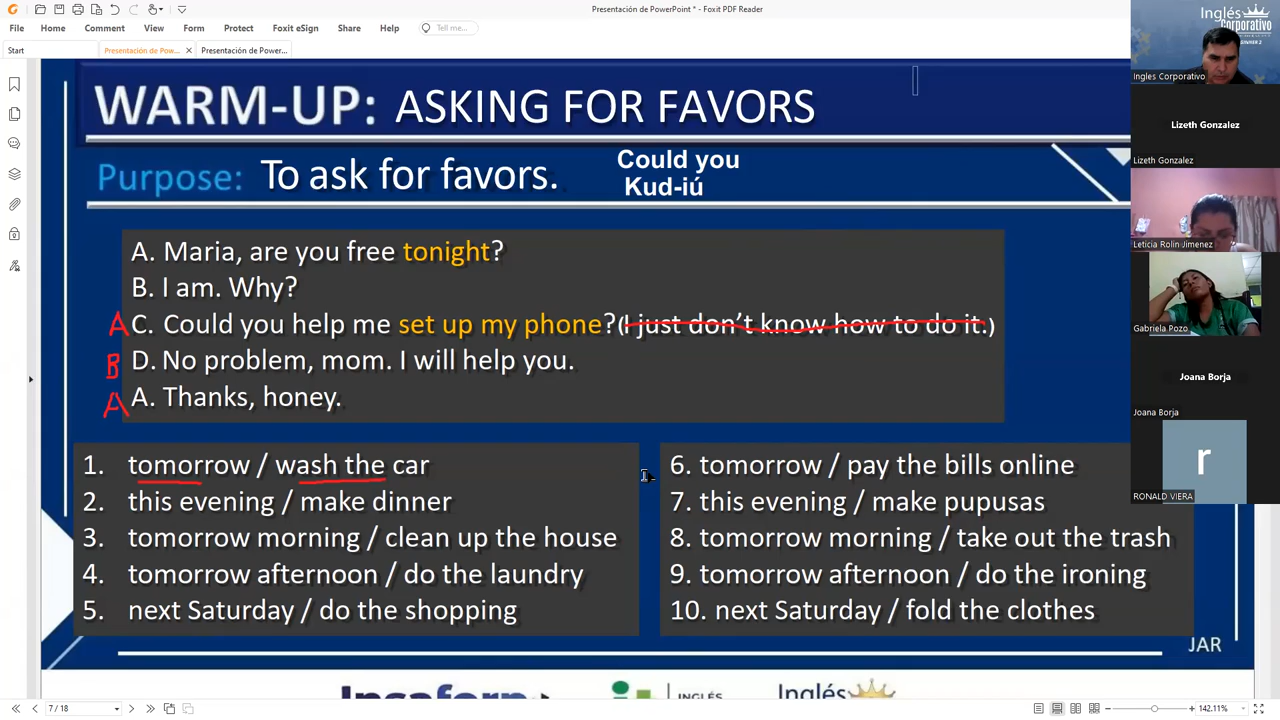 Presentación de PowerPoint * - Foxit PDF Reader
File Home Comment View Form Protect Foxit eSign Share Help Tell me...
Start Presentación de Pow... Presentación de Power...
WARM-UP: ASKING FOR FAVORS
Purpose: To ask for favors.
Could you
Kud-iú
A. Maria, are you free tonight?
B. I am. Why?
A C. Could you help me set up my phone?(I just don't know how to do it.)
B D. No problem, mom. I will help you.
A A. Thanks, honey.
1. tomorrow / wash the car
2. this evening / make dinner
3. tomorrow morning / clean up the house
4. tomorrow afternoon / do the laundry
5. next Saturday / do the shopping
6. tomorrow / pay the bills online
7. this evening / make pupusas
8. tomorrow morning / take out the trash
9. tomorrow afternoon / do the ironing
10. next Saturday / fold the clothes
JAR
INGLÉS
Inglés
7 / 18
142.11%
Inglés
Corporativo
Ingles Corporativo
Lizeth Gonzalez
Lizeth Gonzalez
Leticia Rolin Jimenez
Gabriela Pozo
Joana Borja
Joana Borja
r
RONALD VIERA